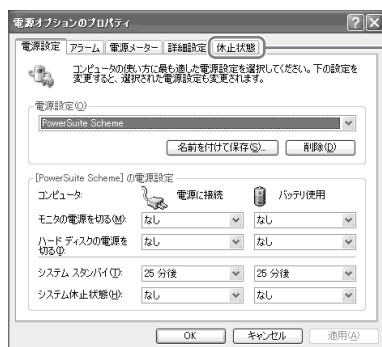 電源オプションのプロパティ
電源設定 アラーム 電源メーター 詳細設定 休止状態
コンピュータの使い方に最も適した電源設定を選択してください。下の設定を
変更すると、選択された電源設定も変更されます。
電源設定(O)
PowerSuite Scheme
名前を付けて保存(S)... 削除(D)
[PowerSuite Scheme] の電源設定
コンピュータ: 電源に接続 バッテリ使用
モニタの電源を切る(M): なし なし
ハード ディスクの電源を
切る(I): なし なし
システム スタンバイ(T): 25 分後 25 分後
システム休止状態(H): なし なし
OK キャンセル 適用(A)